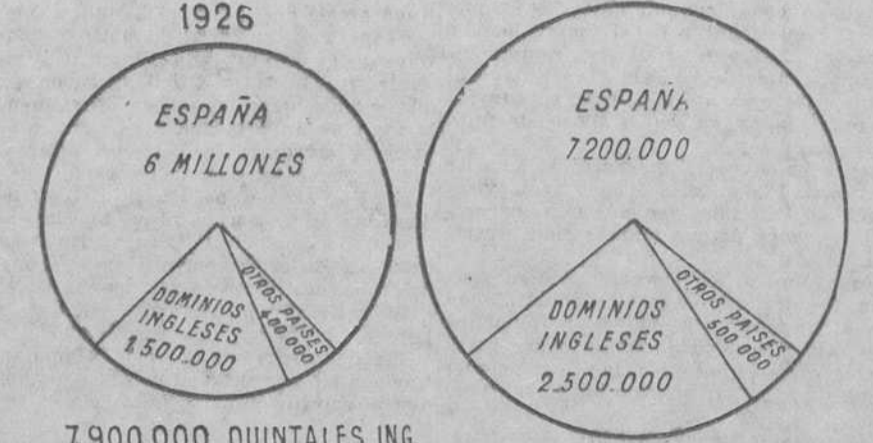 1926
ESPAÑA
6 MILLONES
DOMINIOS
INGLESES
1.500.000
OTROS PAISES
400.000
7.900.000 QUINTALES ING.
ESPAÑA
7.200.000
DOMINIOS
INGLESES
2.500.000
OTROS PAISES
500.000